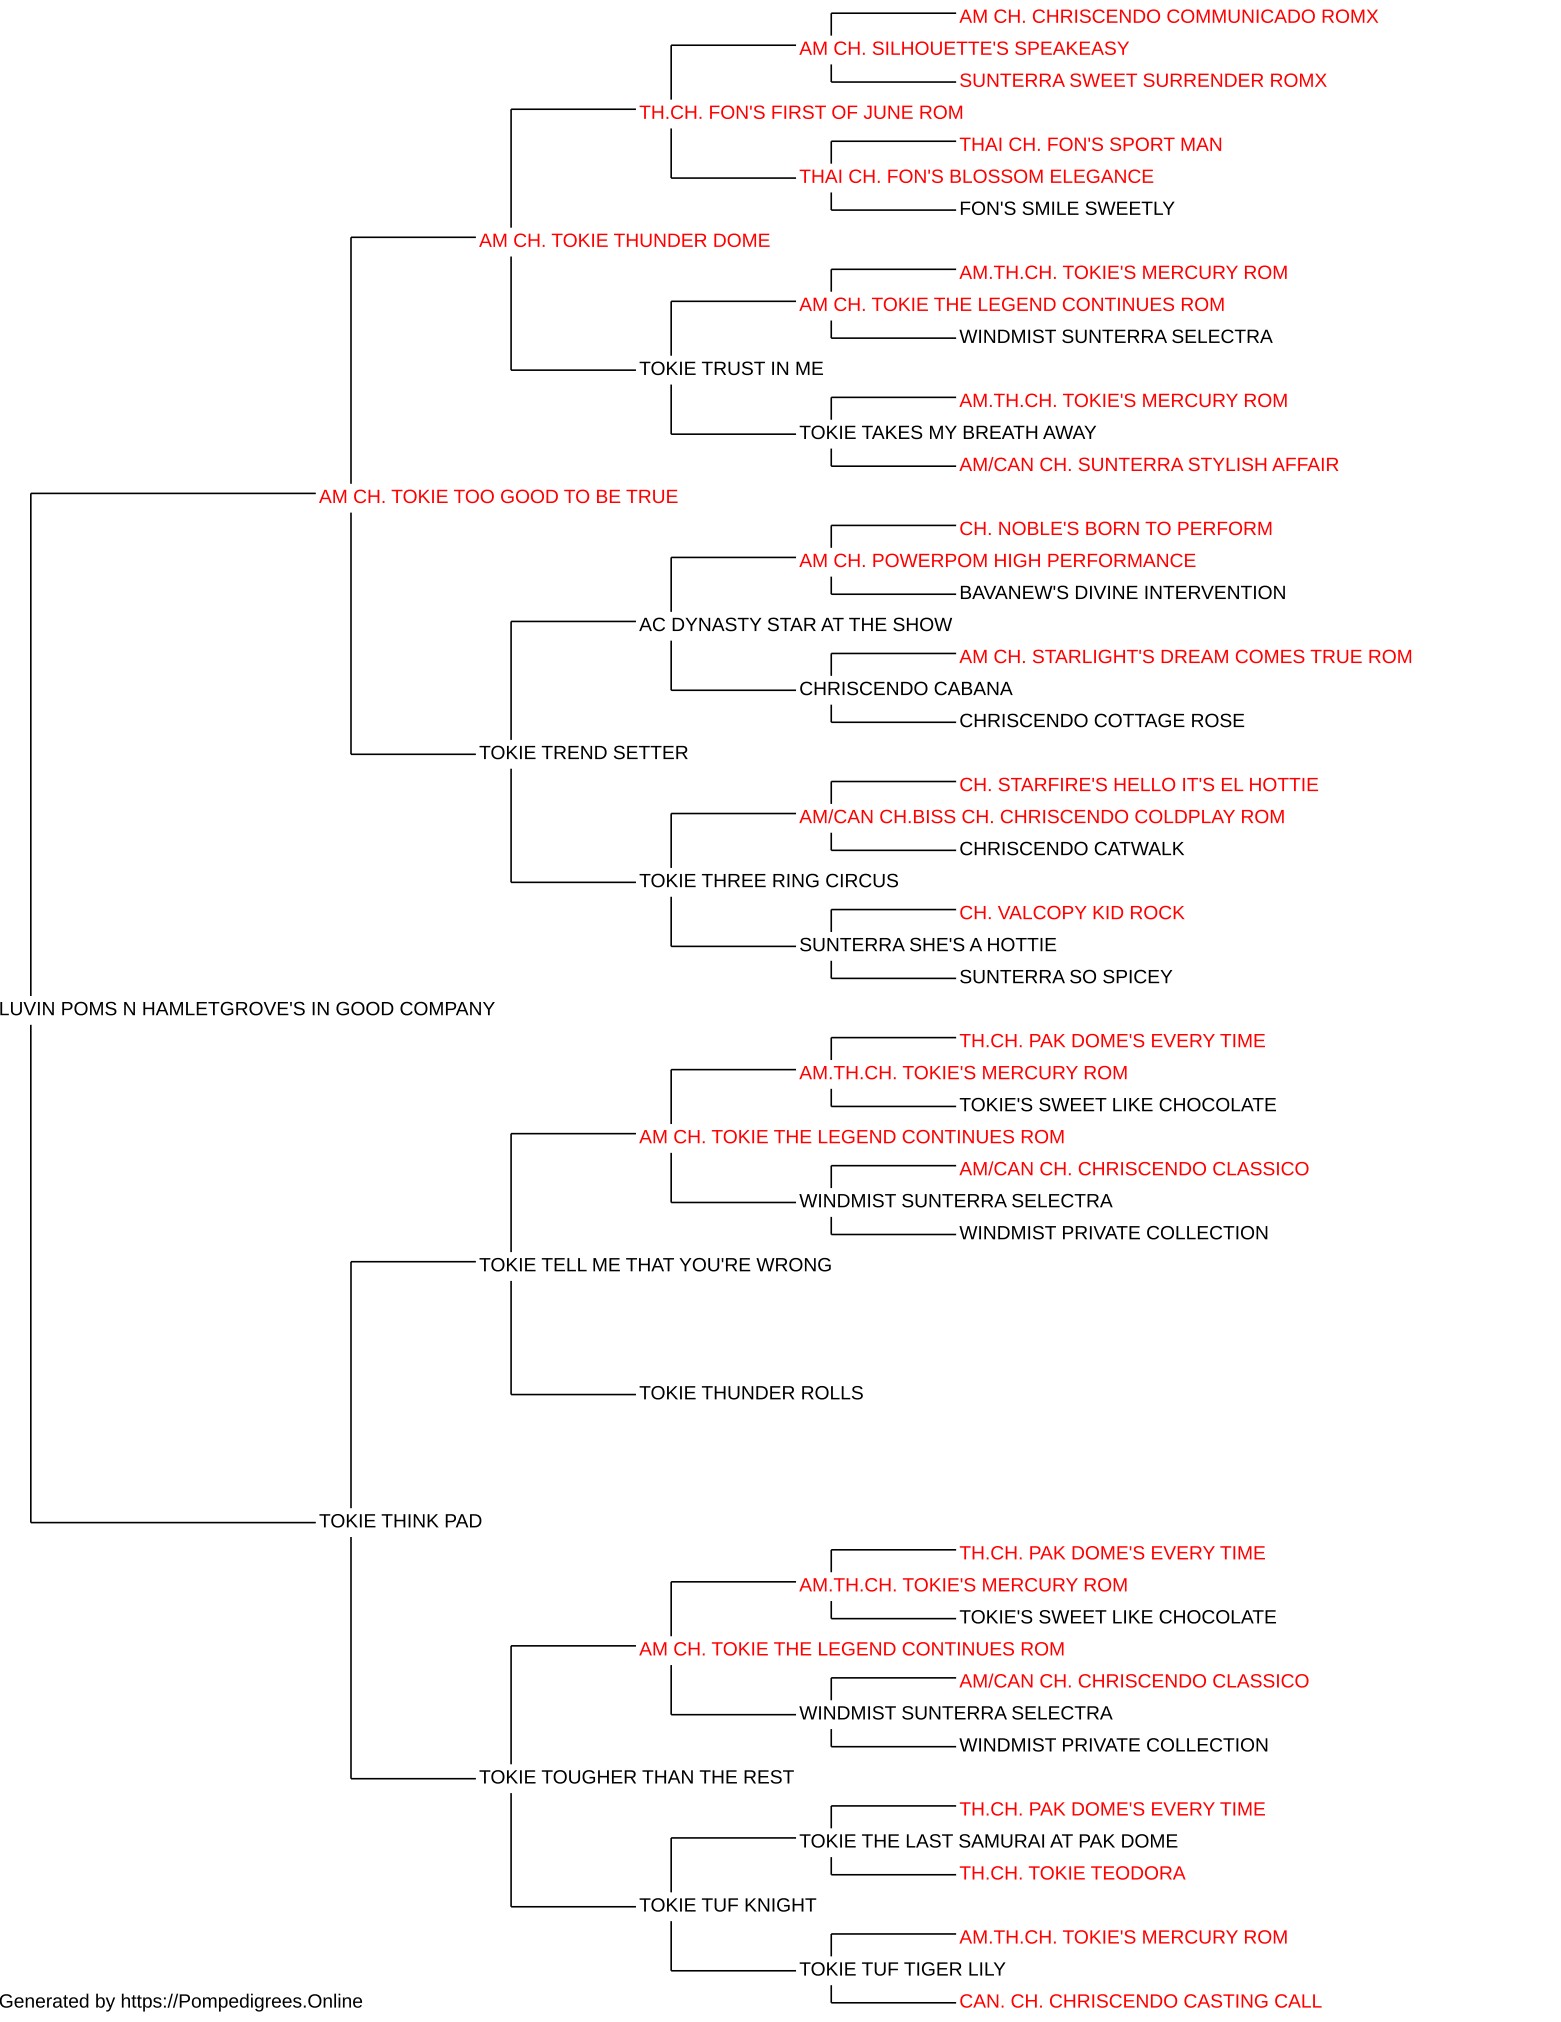 AM CH. CHRISCENDO COMMUNICADO ROMX
AM CH. SILHOUETTE'S SPEAKEASY
SUNTERRA SWEET SURRENDER ROMX
TH.CH. FON'S FIRST OF JUNE ROM
THAI CH. FON'S SPORT MAN
THAI CH. FON'S BLOSSOM ELEGANCE
FON'S SMILE SWEETLY
AM CH. TOKIE THUNDER DOME
AM.TH.CH. TOKIE'S MERCURY ROM
AM CH. TOKIE THE LEGEND CONTINUES ROM
WINDMIST SUNTERRA SELECTRA
TOKIE TRUST IN ME
AM.TH.CH. TOKIE'S MERCURY ROM
TOKIE TAKES MY BREATH AWAY
AM/CAN CH. SUNTERRA STYLISH AFFAIR
AM CH. TOKIE TOO GOOD TO BE TRUE
CH. NOBLE'S BORN TO PERFORM
AM CH. POWERPOM HIGH PERFORMANCE
BAVANEW'S DIVINE INTERVENTION
AC DYNASTY STAR AT THE SHOW
AM CH. STARLIGHT'S DREAM COMES TRUE ROM
CHRISCENDO CABANA
CHRISCENDO COTTAGE ROSE
TOKIE TREND SETTER
CH. STARFIRE'S HELLO IT'S EL HOTTIE
AM/CAN CH.BISS CH. CHRISCENDO COLDPLAY ROM
CHRISCENDO CATWALK
TOKIE THREE RING CIRCUS
CH. VALCOPY KID ROCK
SUNTERRA SHE'S A HOTTIE
SUNTERRA SO SPICEY
LUVIN POMS N HAMLETGROVE'S IN GOOD COMPANY
TH.CH. PAK DOME'S EVERY TIME
AM.TH.CH. TOKIE'S MERCURY ROM
TOKIE'S SWEET LIKE CHOCOLATE
AM CH. TOKIE THE LEGEND CONTINUES ROM
AM/CAN CH. CHRISCENDO CLASSICO
WINDMIST SUNTERRA SELECTRA
WINDMIST PRIVATE COLLECTION
TOKIE TELL ME THAT YOU'RE WRONG
TOKIE THUNDER ROLLS
TOKIE THINK PAD
TH.CH. PAK DOME'S EVERY TIME
AM.TH.CH. TOKIE'S MERCURY ROM
TOKIE'S SWEET LIKE CHOCOLATE
AM CH. TOKIE THE LEGEND CONTINUES ROM
AM/CAN CH. CHRISCENDO CLASSICO
WINDMIST SUNTERRA SELECTRA
WINDMIST PRIVATE COLLECTION
TOKIE TOUGHER THAN THE REST
TH.CH. PAK DOME'S EVERY TIME
TOKIE THE LAST SAMURAI AT PAK DOME
TH.CH. TOKIE TEODORA
TOKIE TUF KNIGHT
AM.TH.CH. TOKIE'S MERCURY ROM
TOKIE TUF TIGER LILY
CAN. CH. CHRISCENDO CASTING CALL
Generated by https://Pompedigrees.Online